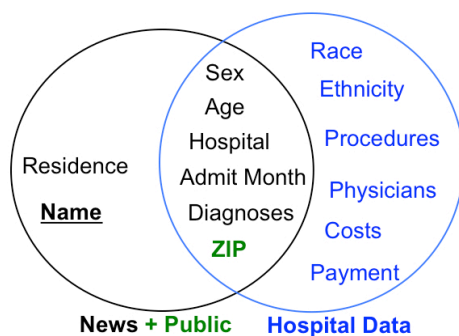 Residence
Name
Sex
Age
Hospital
Admit Month
Diagnoses
ZIP
Race
Ethnicity
Procedures
Physicians
Costs
Payment
News + Public
Hospital Data